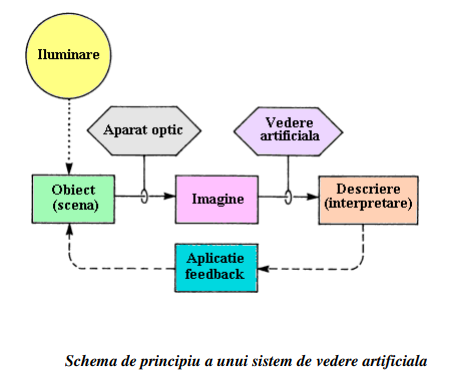 Iluminare
Aparat optic
Vedere
artificiala
Obiect
(scena)
Imagine
Descriere
(interpretare)
Aplicatie
feedback
Schema de principiu a unui sistem de vedere artificiala